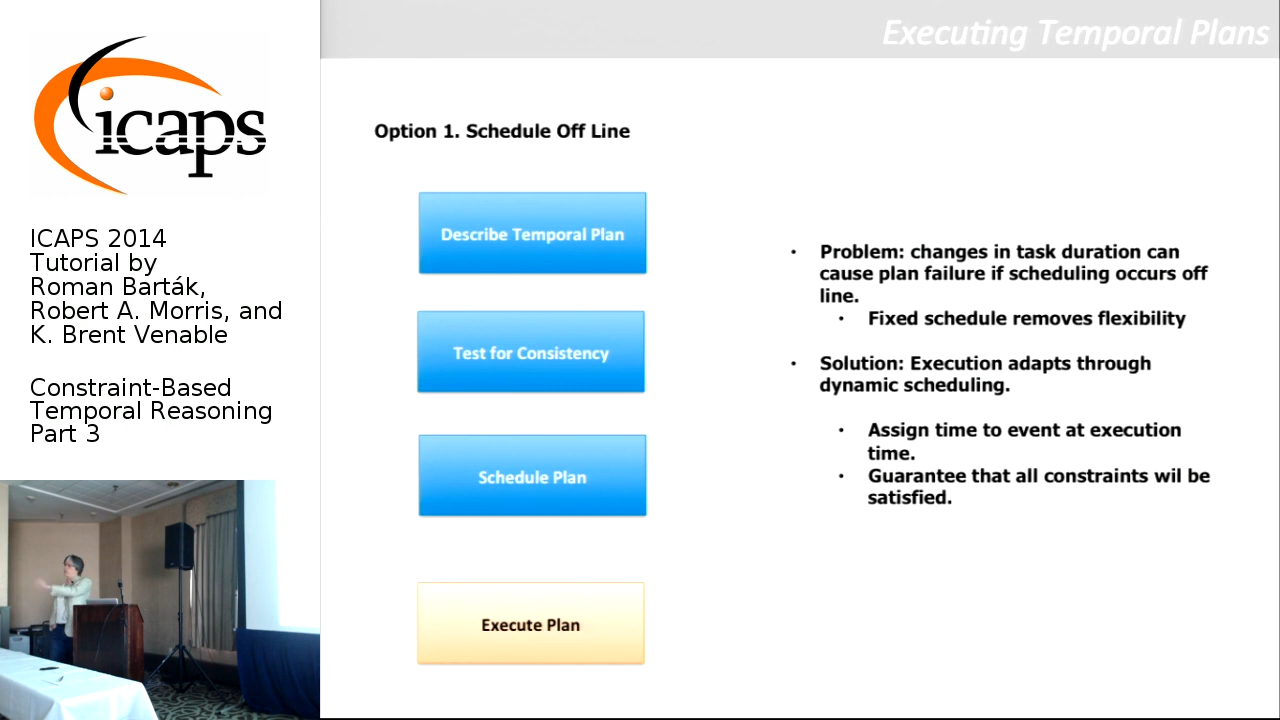 Executing Temporal Plans
icaps
ICAPS 2014
Tutorial by
Roman Barták,
Robert A. Morris, and
K. Brent Venable
Constraint-Based
Temporal Reasoning
Part 3
Option 1. Schedule Off Line
Describe Temporal Plan
Test for Consistency
Schedule Plan
Execute Plan
• Problem: changes in task duration can
cause plan failure if scheduling occurs off
line.
• Fixed schedule removes flexibility
• Solution: Execution adapts through
dynamic scheduling.
• Assign time to event at execution
time.
• Guarantee that all constraints wil be
satisfied.